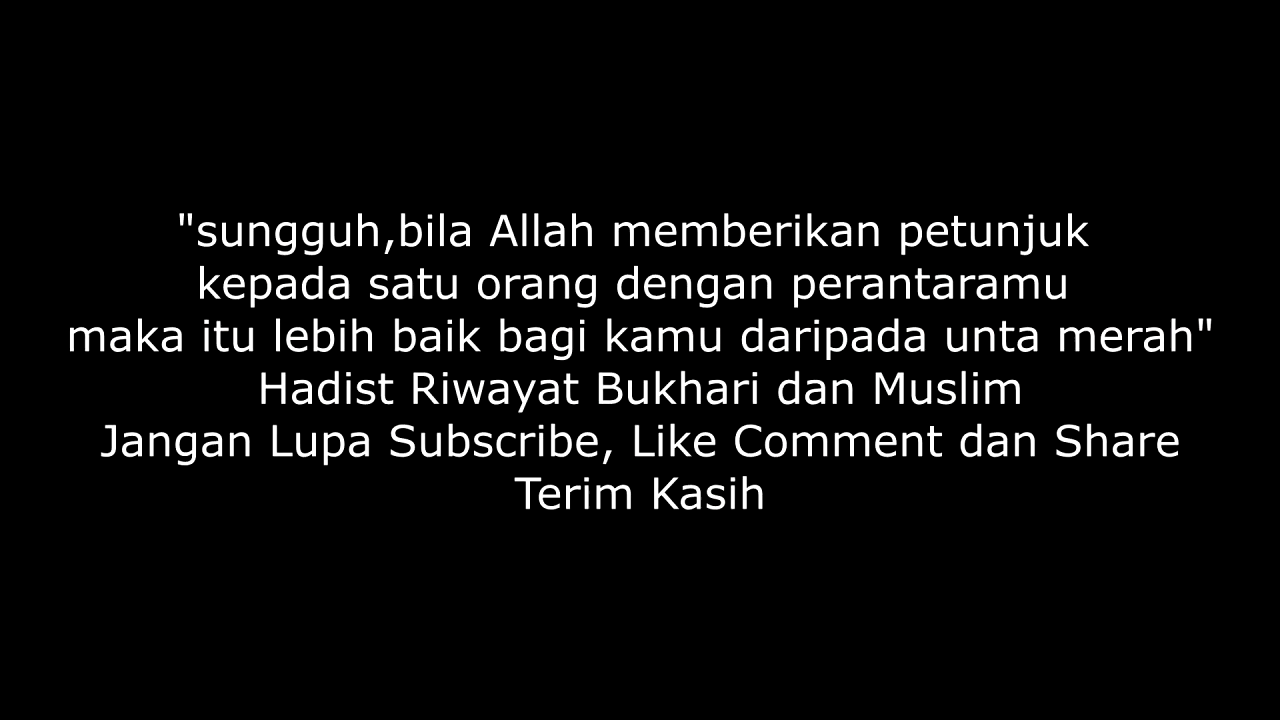 "sungguh,bila Allah memberikan petunjuk
kepada satu orang dengan perantaramu
maka itu lebih baik bagi kamu daripada unta merah"
Hadist Riwayat Bukhari dan Muslim
Jangan Lupa Subscribe, Like Comment dan Share
Terim Kasih